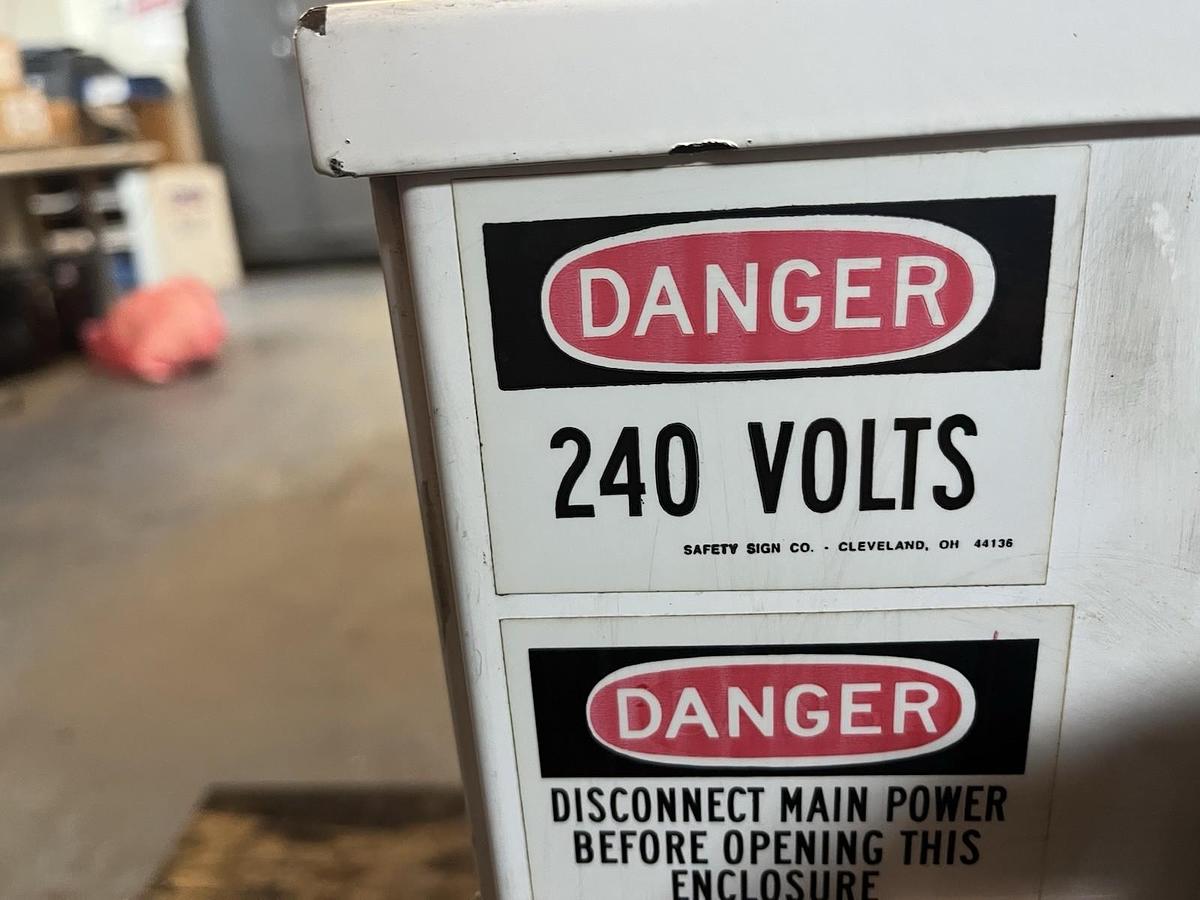 DANGER
240 VOLTS
SAFETY SIGN CO. - CLEVELAND, OH 44136
DANGER
DISCONNECT MAIN POWER
BEFORE OPENING THIS
ENCLOSURE